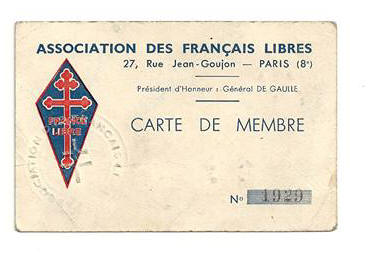 ASSOCIATION DES FRANÇAIS LIBRES
27, Rue Jean-Goujon — PARIS (8e)
Président d'Honneur : Général DE GAULLE
FRANCE
LIBRE
CARTE DE MEMBRE
No 1929
ASSOCIATION